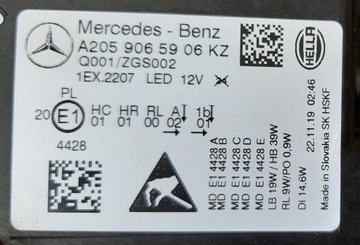 Mercedes - Benz
A205 906 59 06 KZ
Q001/ZGS002
1EX.2207 LED 12V
HELLA
PL
20 E1
HC HR RL A 1b
01 01 00 02 01
4428
MD E1 4428 A
MD E1 4428 B
MD E1 4428 C
MD E1 4428 D
MD E1 4428 E
LB 19W / HB 39W
RL 9W/PO 0,9W
DI 14,6W
22.11.19 02:46
Made in Slovakia SK HSKF